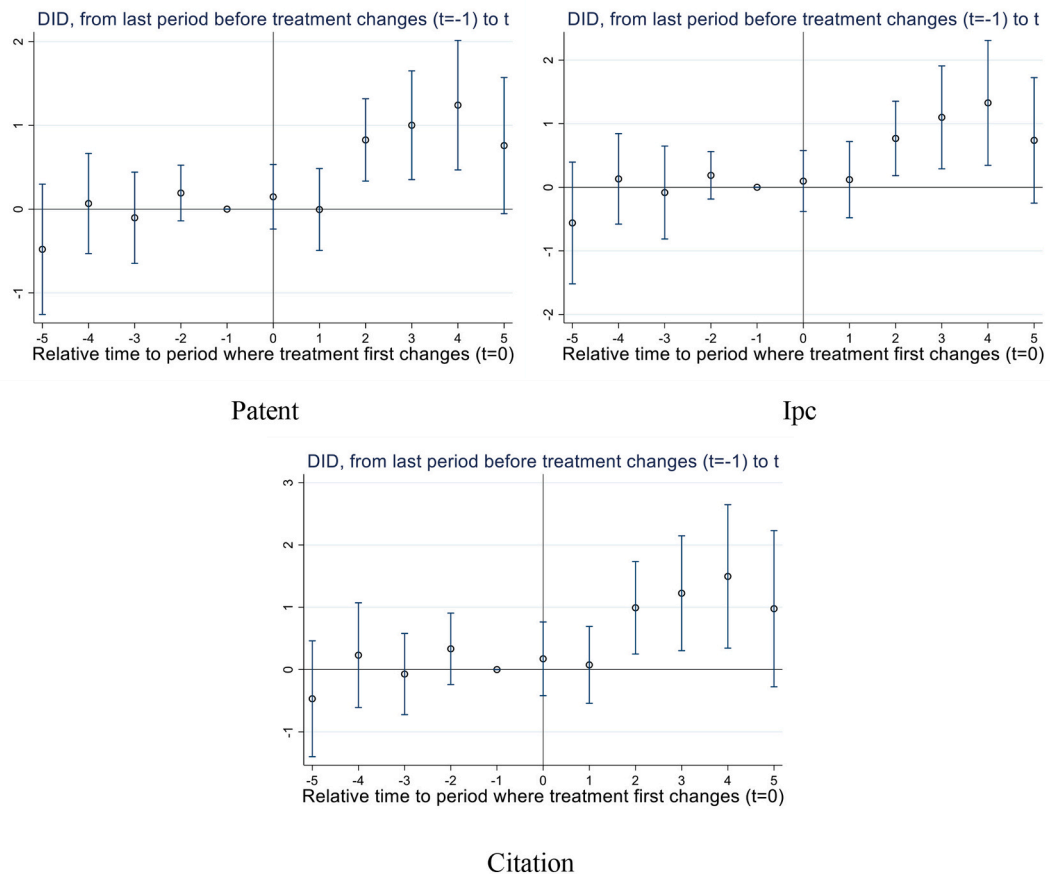 DID, from last period before treatment changes (t=-1) to t
2
1
0
-1
-5 -4 -3 -2 -1 0 1 2 3 4 5
Relative time to period where treatment first changes (t=0)
Patent
DID, from last period before treatment changes (t=-1) to t
2
1
0
-1
-2
-5 -4 -3 -2 -1 0 1 2 3 4 5
Relative time to period where treatment first changes (t=0)
Ipc
DID, from last period before treatment changes (t=-1) to t
3
2
1
0
-1
-5 -4 -3 -2 -1 0 1 2 3 4 5
Relative time to period where treatment first changes (t=0)
Citation